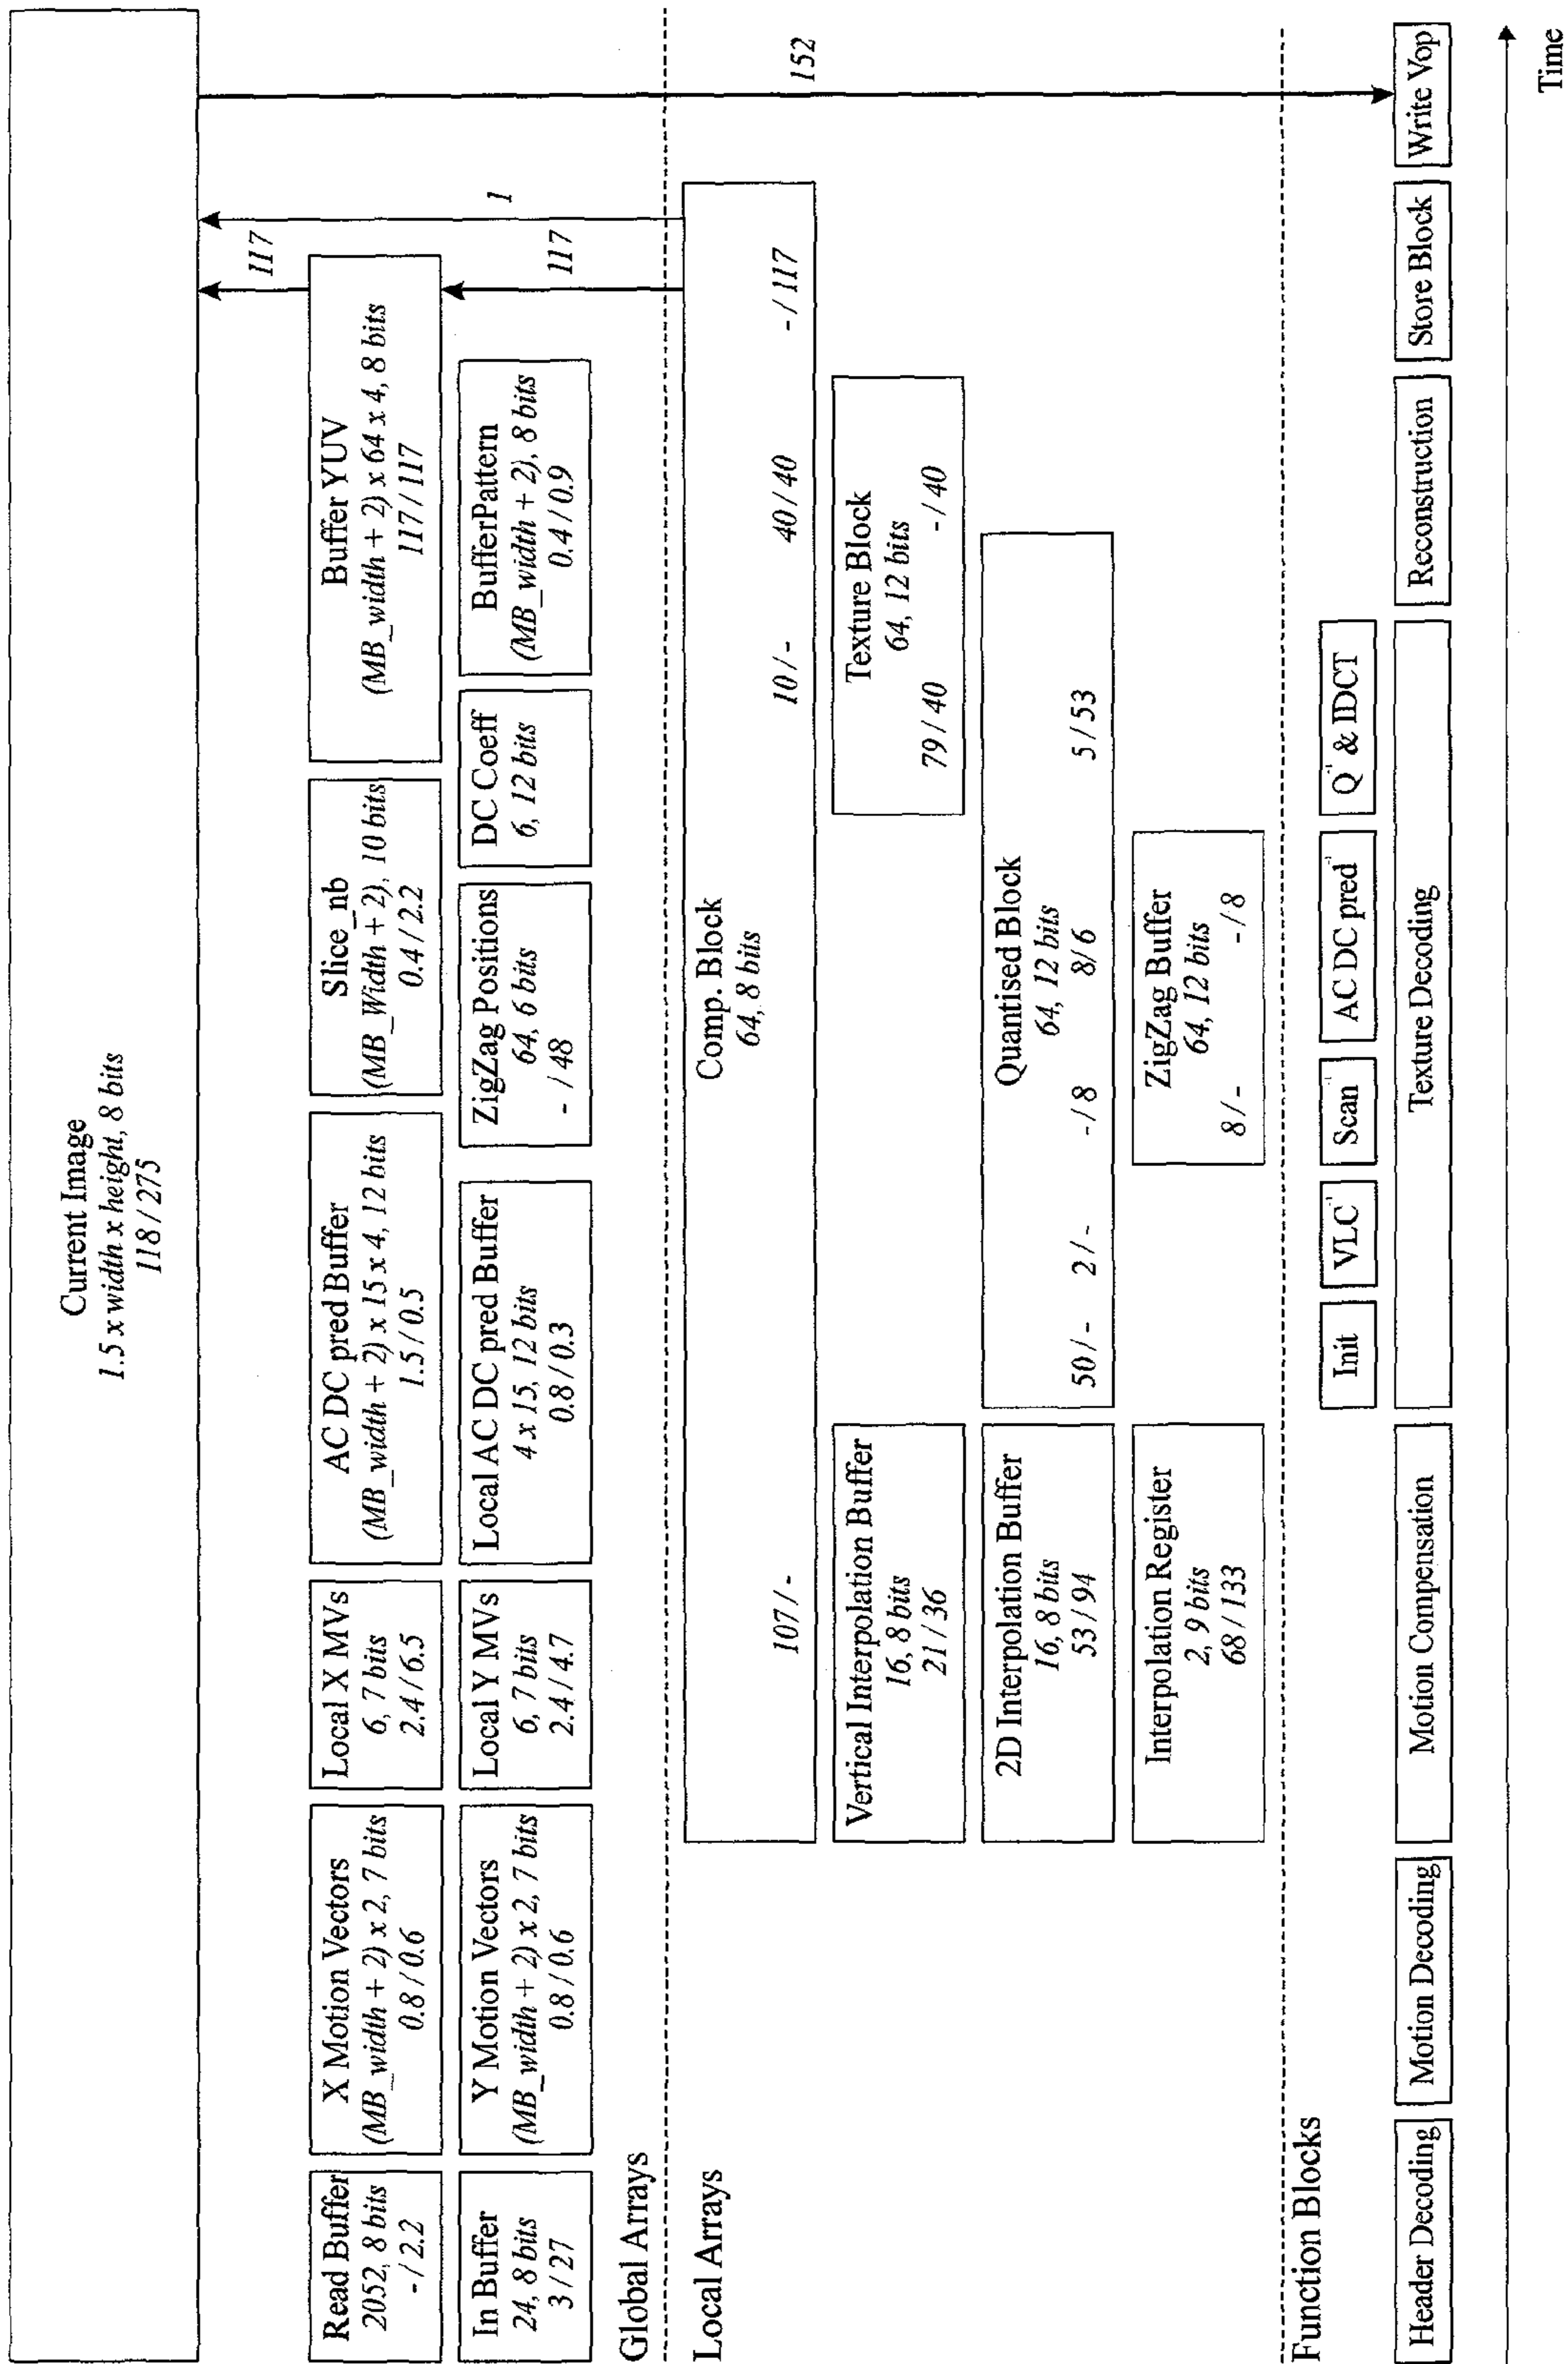 Current Image
1.5 x width x height, 8 bits
118 / 275
Read Buffer
2052, 8 bits
- / 2.2
X Motion Vectors
(MB_width + 2) x 2, 7 bits
0.8 / 0.6
Local X MVs
6, 7 bits
2.4 / 6.5
AC DC pred Buffer
(MB_width + 2) x 15 x 4, 12 bits
1.5 / 0.5
Slice_nb
(MB_Width + 2), 10 bits
0.4 / 2.2
Buffer YUV
(MB_width + 2) x 64 x 4, 8 bits
117 / 117
117
In Buffer
24, 8 bits
3 / 27
Y Motion Vectors
(MB_width + 2) x 2, 7 bits
0.8 / 0.6
Local Y MVs
6, 7 bits
2.4 / 4.7
Local AC DC pred Buffer
4 x 15, 12 bits
0.8 / 0.3
ZigZag Positions
64, 6 bits
- / 48
DC Coeff
6, 12 bits
BufferPattern
(MB_width + 2), 8 bits
0.4 / 0.9
117
1
152
Global Arrays
Local Arrays
Comp. Block
64, 8 bits
107 / -
10 / -
40 / 40
- / 117
Vertical Interpolation Buffer
16, 8 bits
21 / 36
Texture Block
64, 12 bits
79 / 40
- / 40
2D Interpolation Buffer
16, 8 bits
53 / 94
Quantised Block
64, 12 bits
50 / -
2 / -
- / 8
8 / 6
5 / 53
Interpolation Register
2, 9 bits
68 / 133
ZigZag Buffer
64, 12 bits
8 / -
- / 8
Function Blocks
Init
VLC⁻¹
Scan⁻¹
AC DC pred⁻¹
Q⁻¹ & IDCT
Header Decoding
Motion Decoding
Motion Compensation
Texture Decoding
Reconstruction
Store Block
Write Vop
Time